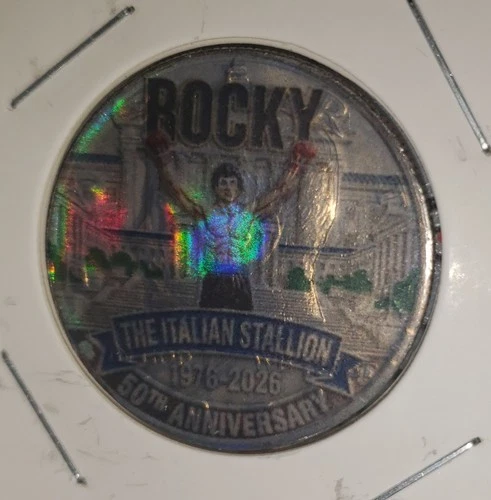 ROCKY
THE ITALIAN STALLION
1976-2026
50TH ANNIVERSARY